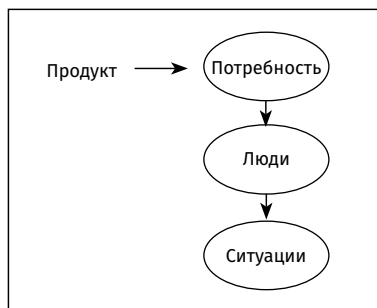 Продукт
Потребность
Люди
Ситуации